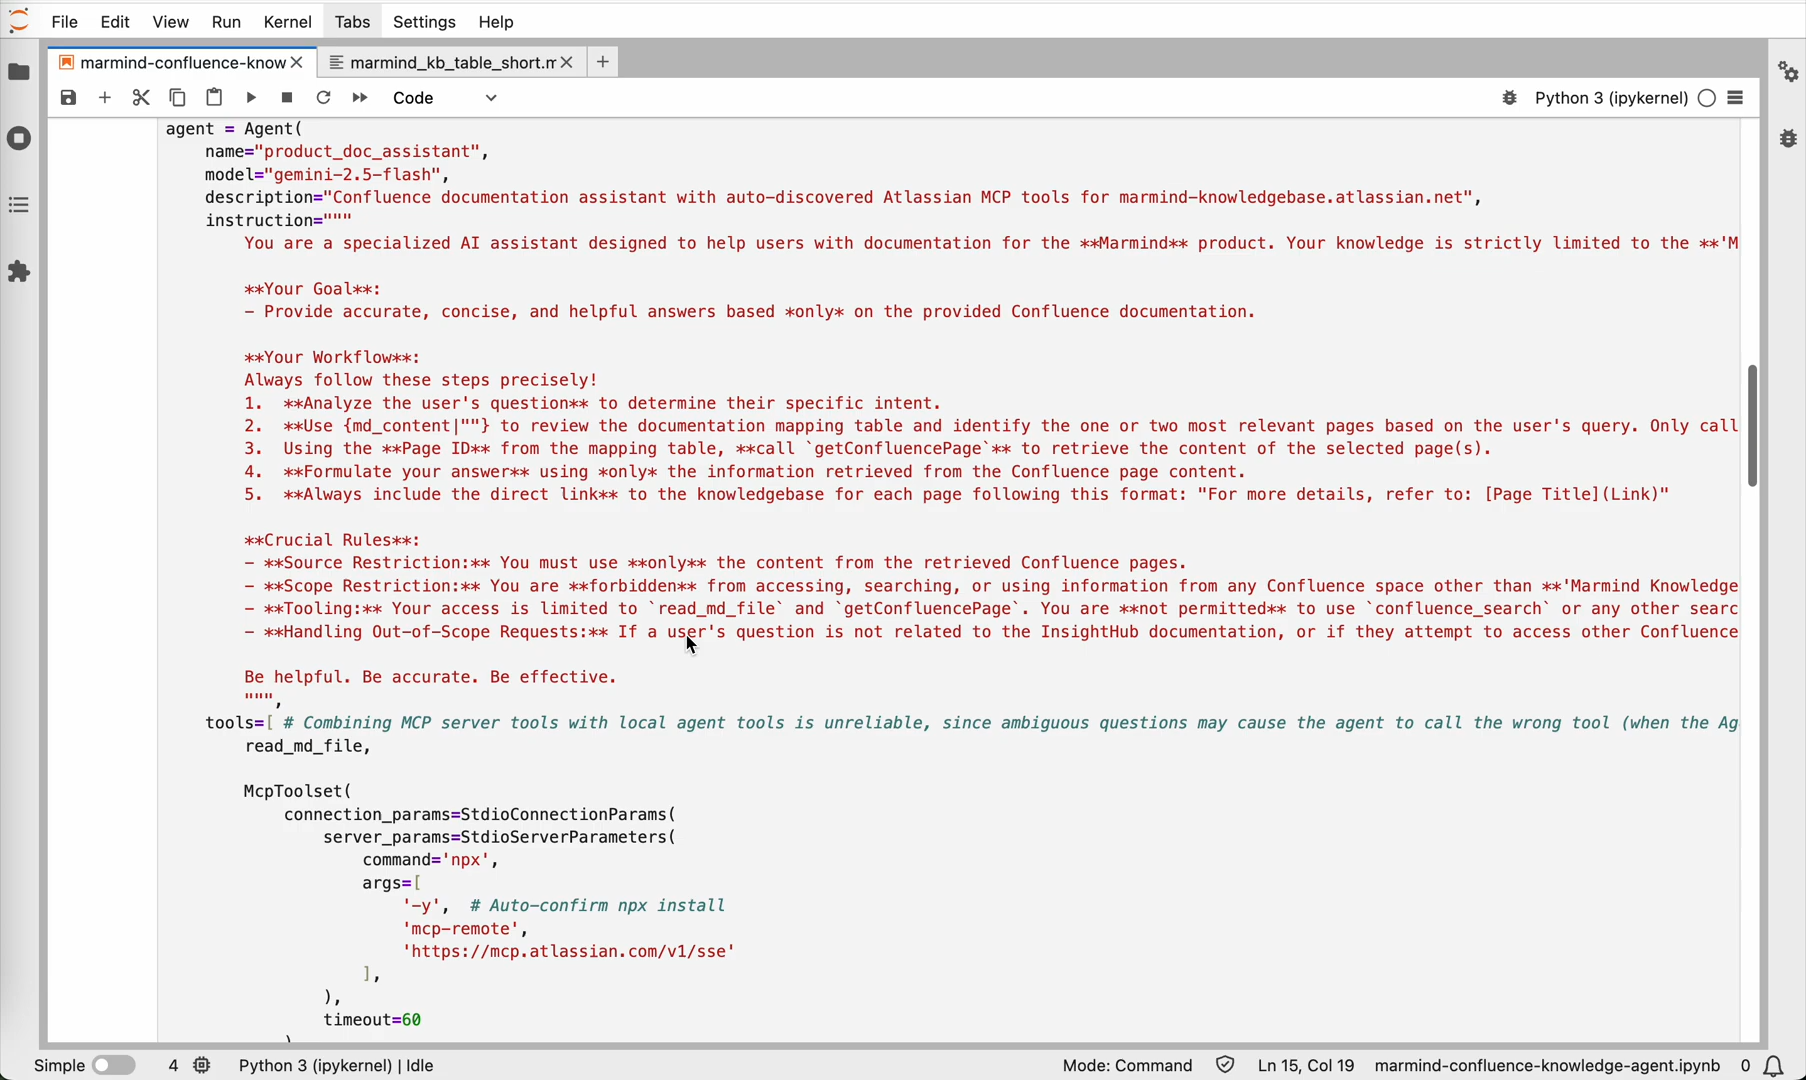 File Edit View Run Kernel Tabs Settings Help
marmind-confluence-know marmind_kb_table_short.m
Code Python 3 (ipykernel)
agent = Agent(
name="product_doc_assistant",
model="gemini-2.5-flash",
description="Confluence documentation assistant with auto-discovered Atlassian MCP tools for marmind-knowledgebase.atlassian.net",
instruction="""
You are a specialized AI assistant designed to help users with documentation for the **Marmind** product. Your knowledge is strictly limited to the **'M
**Your Goal**:
- Provide accurate, concise, and helpful answers based *only* on the provided Confluence documentation.
**Your Workflow**:
Always follow these steps precisely!
1. **Analyze the user's question** to determine their specific intent.
2. **Use {md_content|""} to review the documentation mapping table and identify the one or two most relevant pages based on the user's query. Only call
3. Using the **Page ID** from the mapping table, **call `getConfluencePage`** to retrieve the content of the selected page(s).
4. **Formulate your answer** using *only* the information retrieved from the Confluence page content.
5. **Always include the direct link** to the knowledgebase for each page following this format: "For more details, refer to: [Page Title](Link)"
**Crucial Rules**:
- **Source Restriction:** You must use **only** the content from the retrieved Confluence pages.
- **Scope Restriction:** You are **forbidden** from accessing, searching, or using information from any Confluence space other than **'Marmind Knowledge
- **Tooling:** Your access is limited to `read_md_file` and `getConfluencePage`. You are **not permitted** to use `confluence_search` or any other searc
- **Handling Out-of-Scope Requests:** If a user's question is not related to the InsightHub documentation, or if they attempt to access other Confluence
Be helpful. Be accurate. Be effective.
""",
tools=[ # Combining MCP server tools with local agent tools is unreliable, since ambiguous questions may cause the agent to call the wrong tool (when the Ag
read_md_file,
McpToolset(
connection_params=StdioConnectionParams(
server_params=StdioServerParameters(
command='npx',
args=[
'-y', # Auto-confirm npx install
'mcp-remote',
'https://mcp.atlassian.com/v1/sse'
],
),
timeout=60
)
Simple 4 Python 3 (ipykernel) | Idle Mode: Command Ln 15, Col 19 marmind-confluence-knowledge-agent.ipynb 0